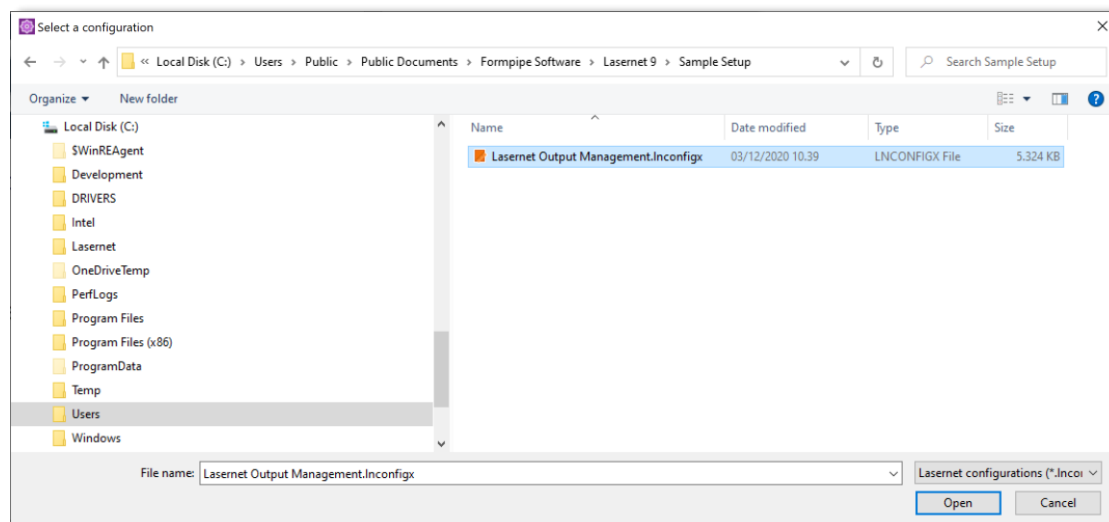 Select a configuration
« Local Disk (C:) › Users › Public › Public Documents › Formpipe Software › Lasernet 9 › Sample Setup
Search Sample Setup
Organize
New folder
Name
Date modified
Type
Size
Local Disk (C:)
$WinREAgent
Development
DRIVERS
Intel
Lasernet
OneDriveTemp
PerfLogs
Program Files
Program Files (x86)
ProgramData
Temp
Users
Windows
Lasernet Output Management.lnconfigx
03/12/2020 10.39
LNCONFIGX File
5.324 KB
File name:
Lasernet Output Management.lnconfigx
Lasernet configurations (*.lncoı
Open
Cancel